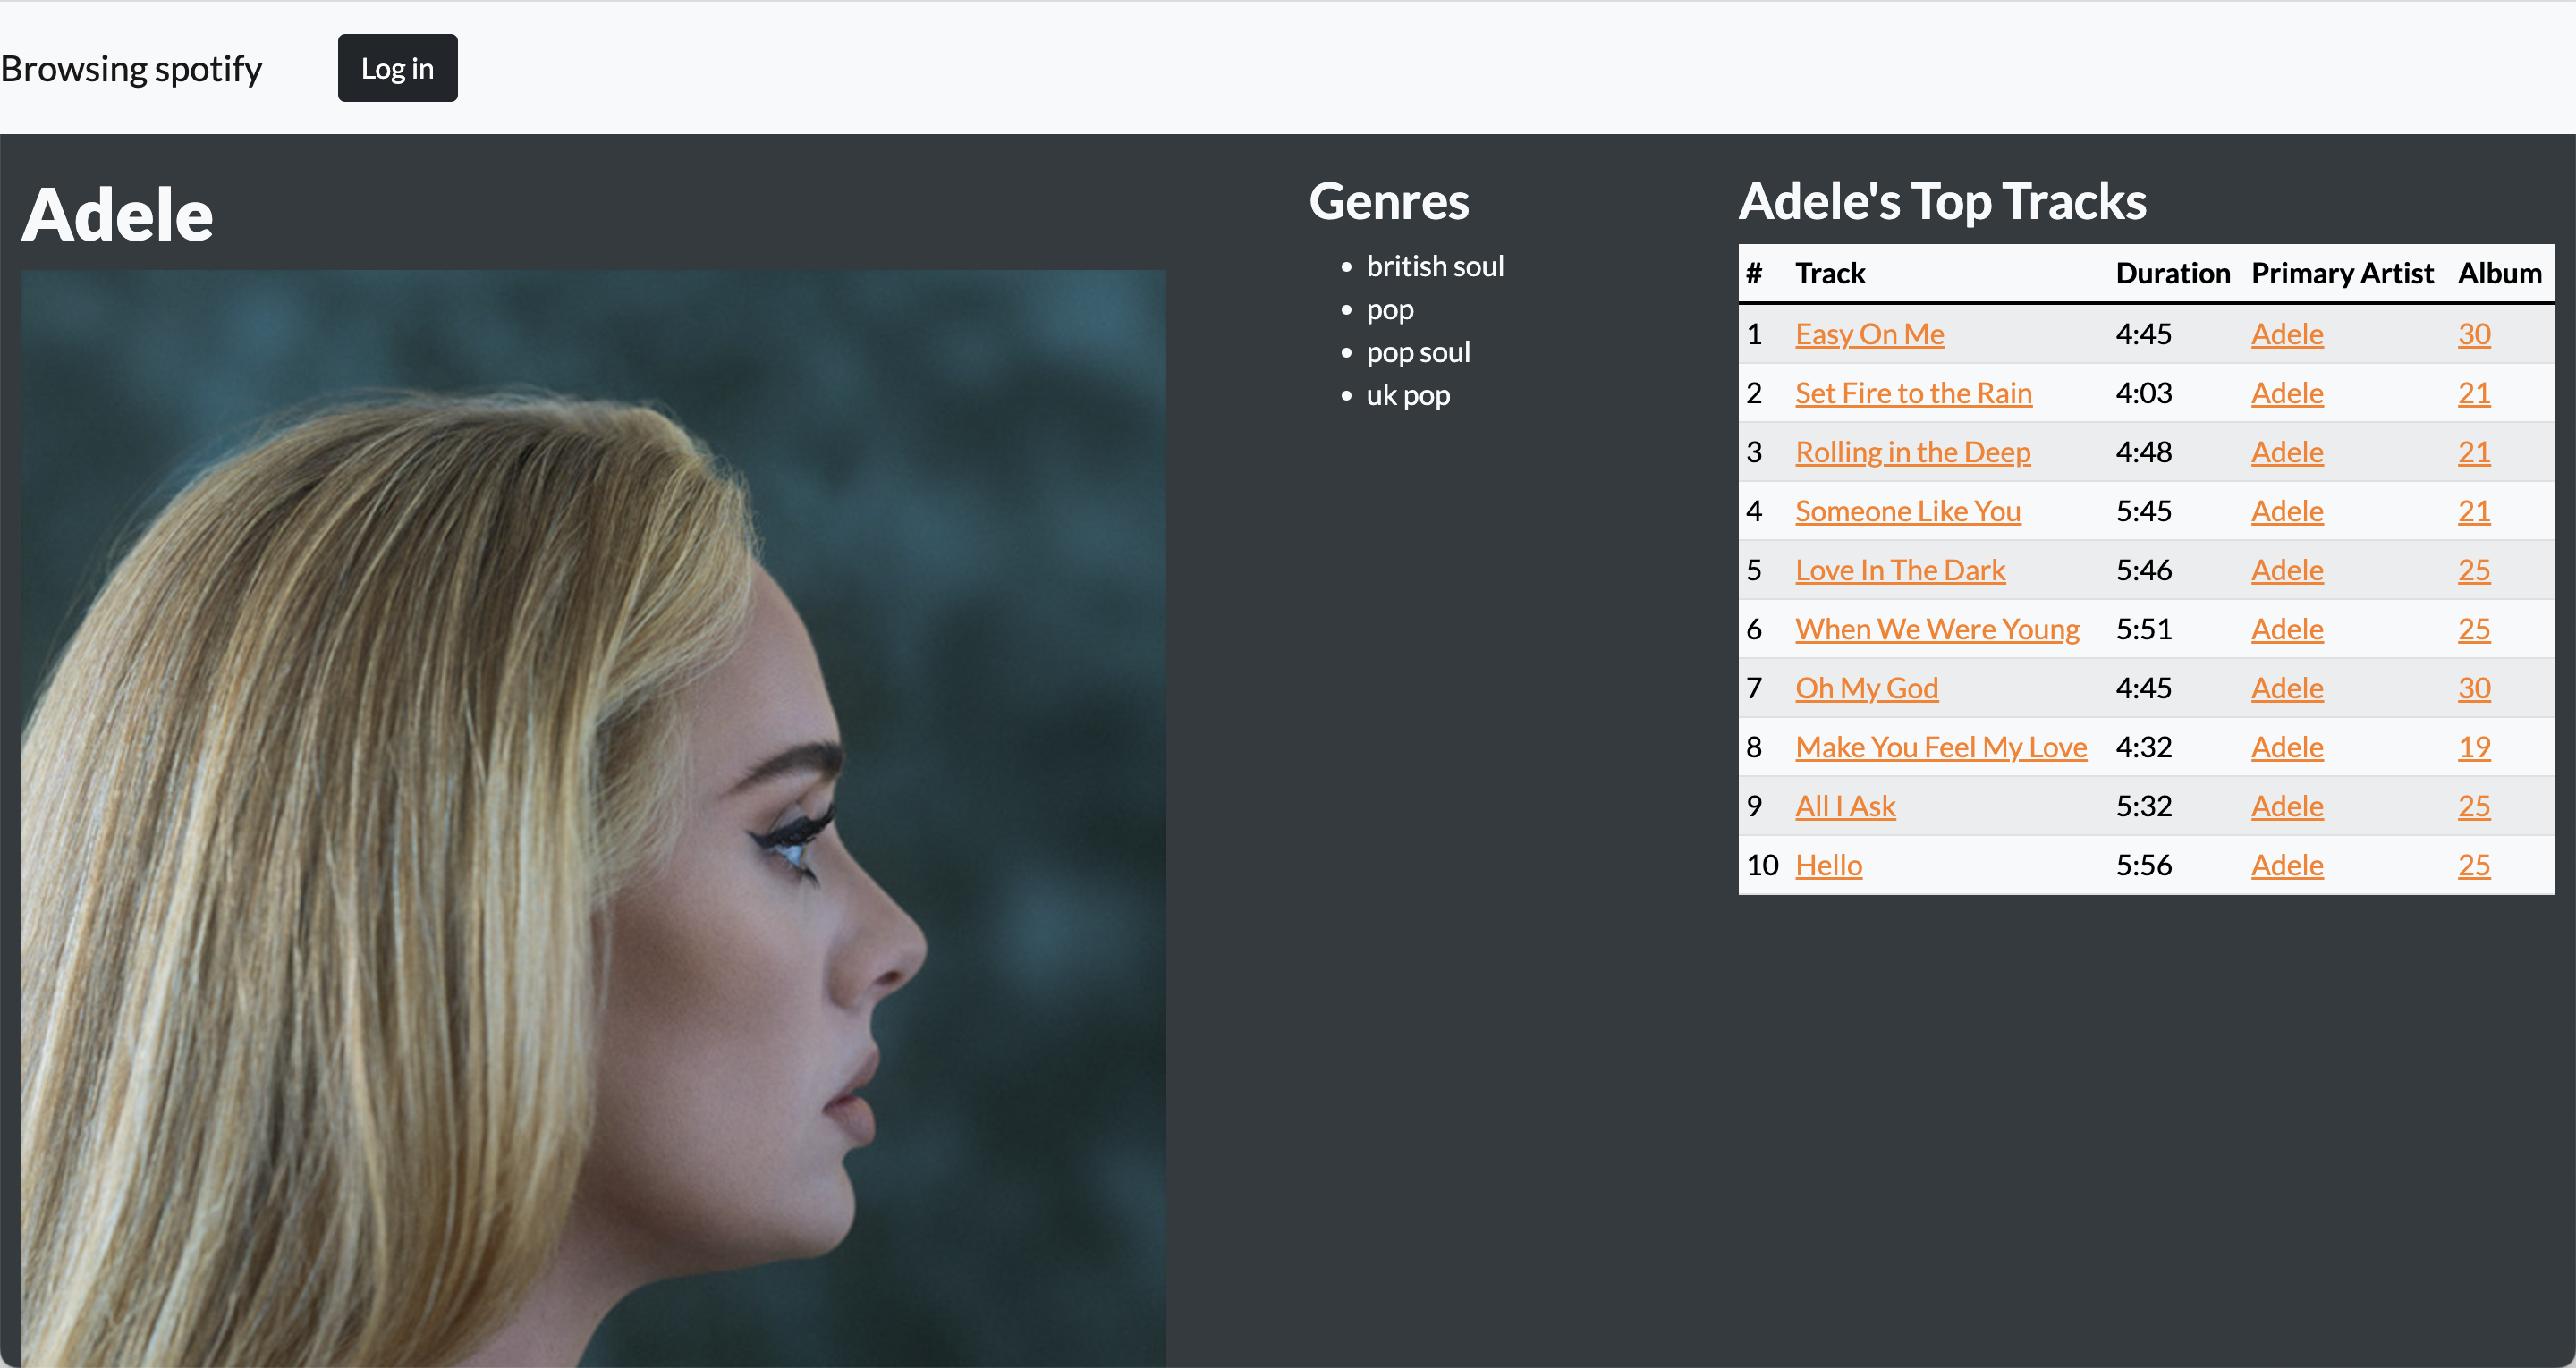 Browsing spotify Log in
Adele
Genres
british soul
pop
pop soul
uk pop
Adele's Top Tracks
# Track Duration Primary Artist Album
1 Easy On Me 4:45 Adele 30
2 Set Fire to the Rain 4:03 Adele 21
3 Rolling in the Deep 4:48 Adele 21
4 Someone Like You 5:45 Adele 21
5 Love In The Dark 5:46 Adele 25
6 When We Were Young 5:51 Adele 25
7 Oh My God 4:45 Adele 30
8 Make You Feel My Love 4:32 Adele 19
9 All I Ask 5:32 Adele 25
10 Hello 5:56 Adele 25